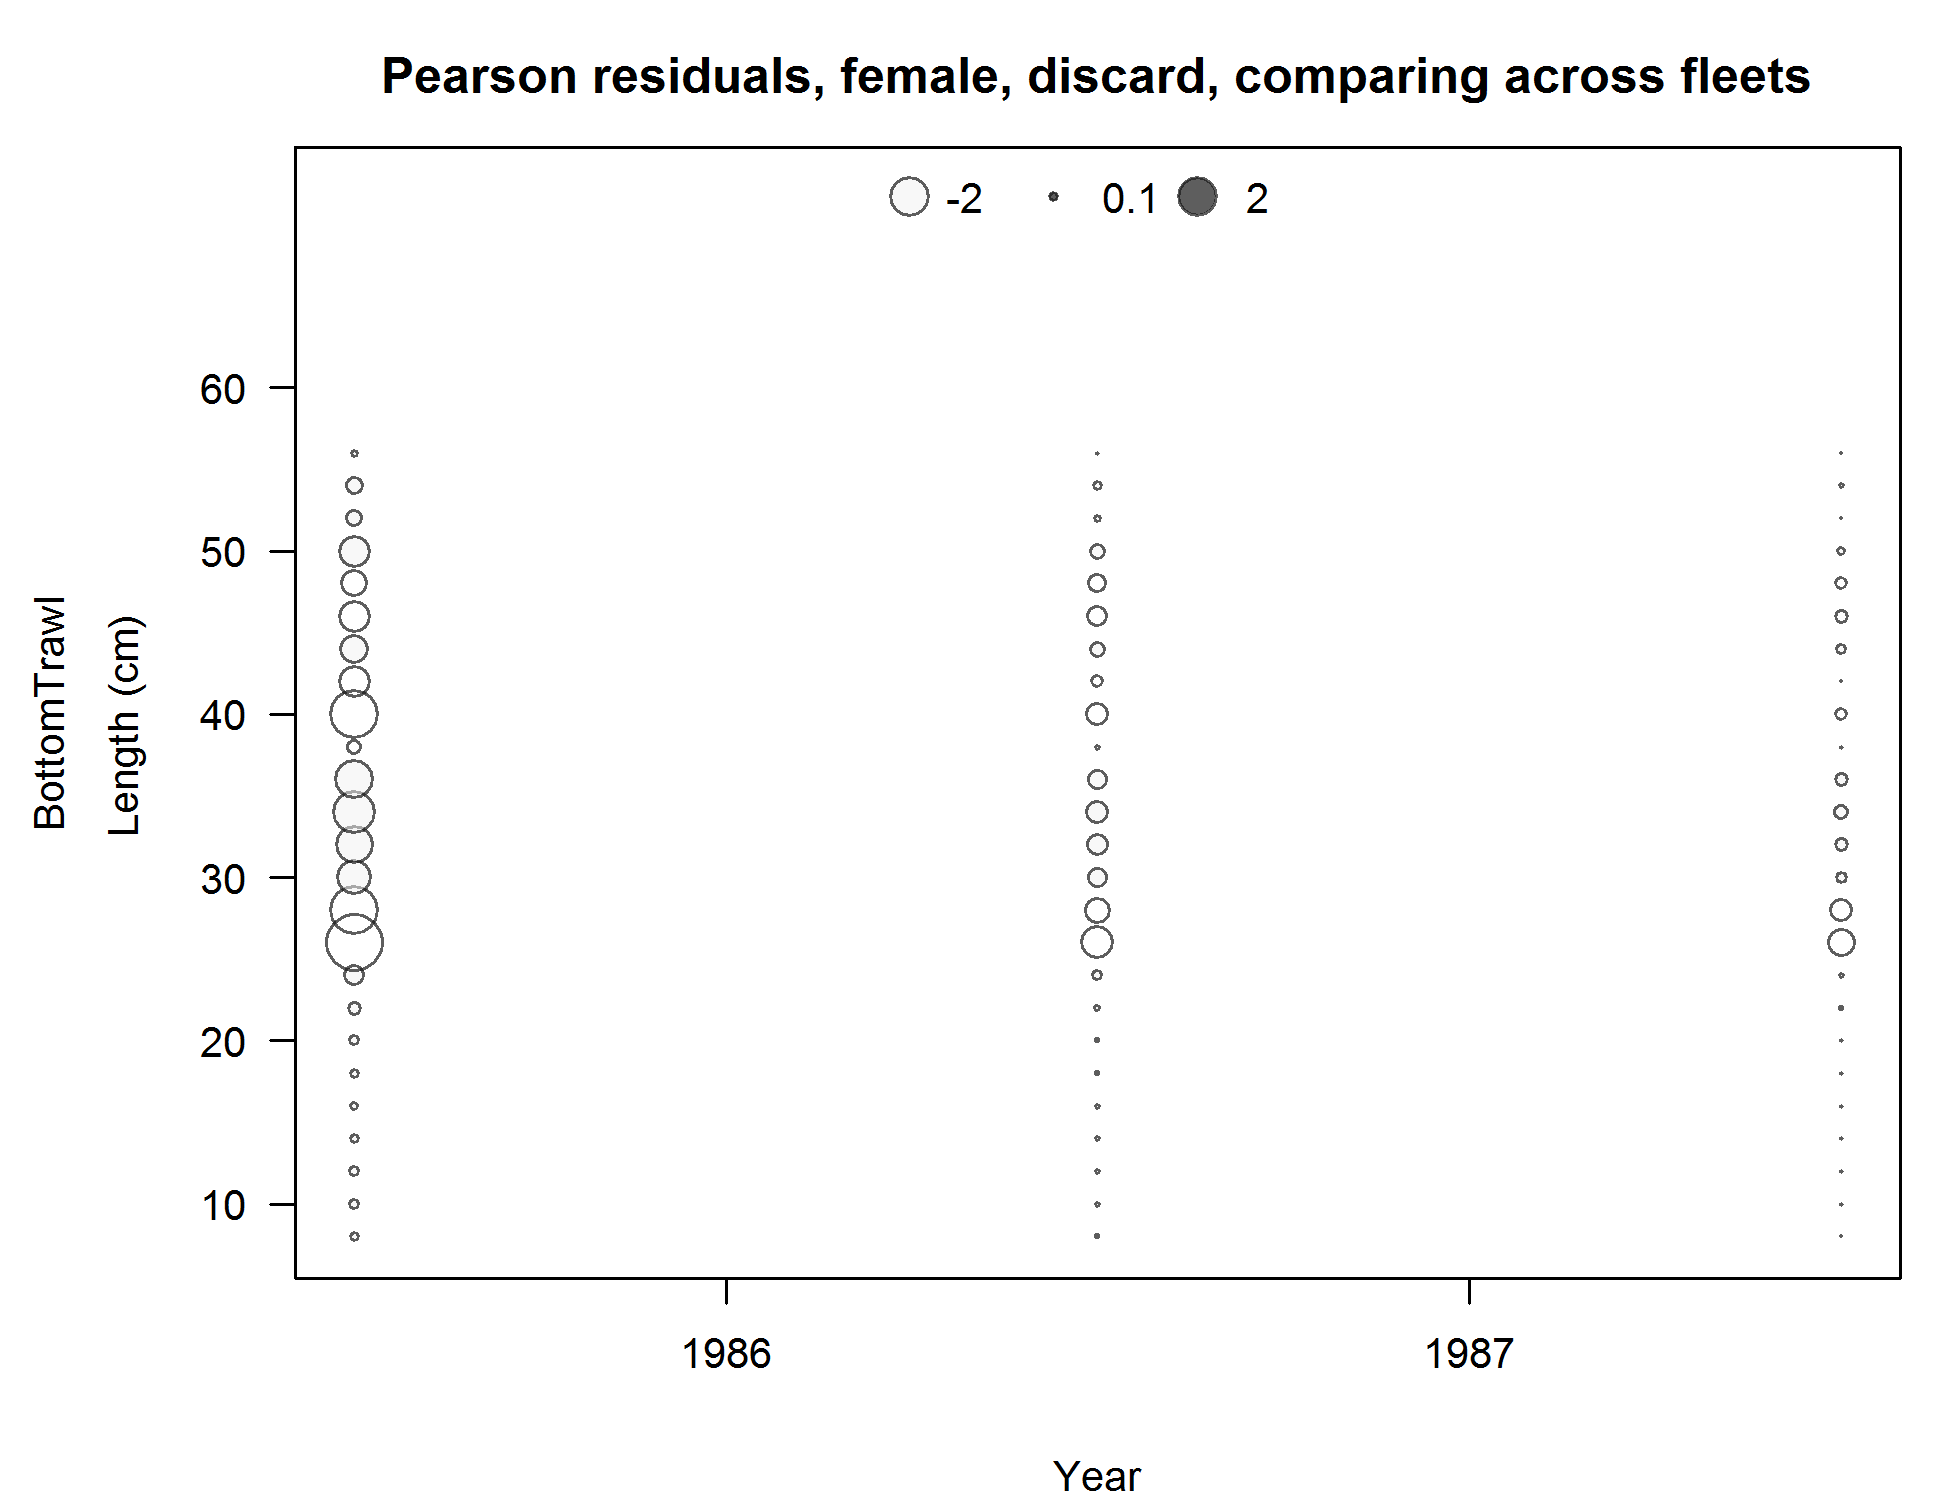 Pearson residuals, female, discard, comparing across fleets
-2 0.1 2
60
50
40
30
20
10
BottomTrawl
Length (cm)
1986 1987
Year